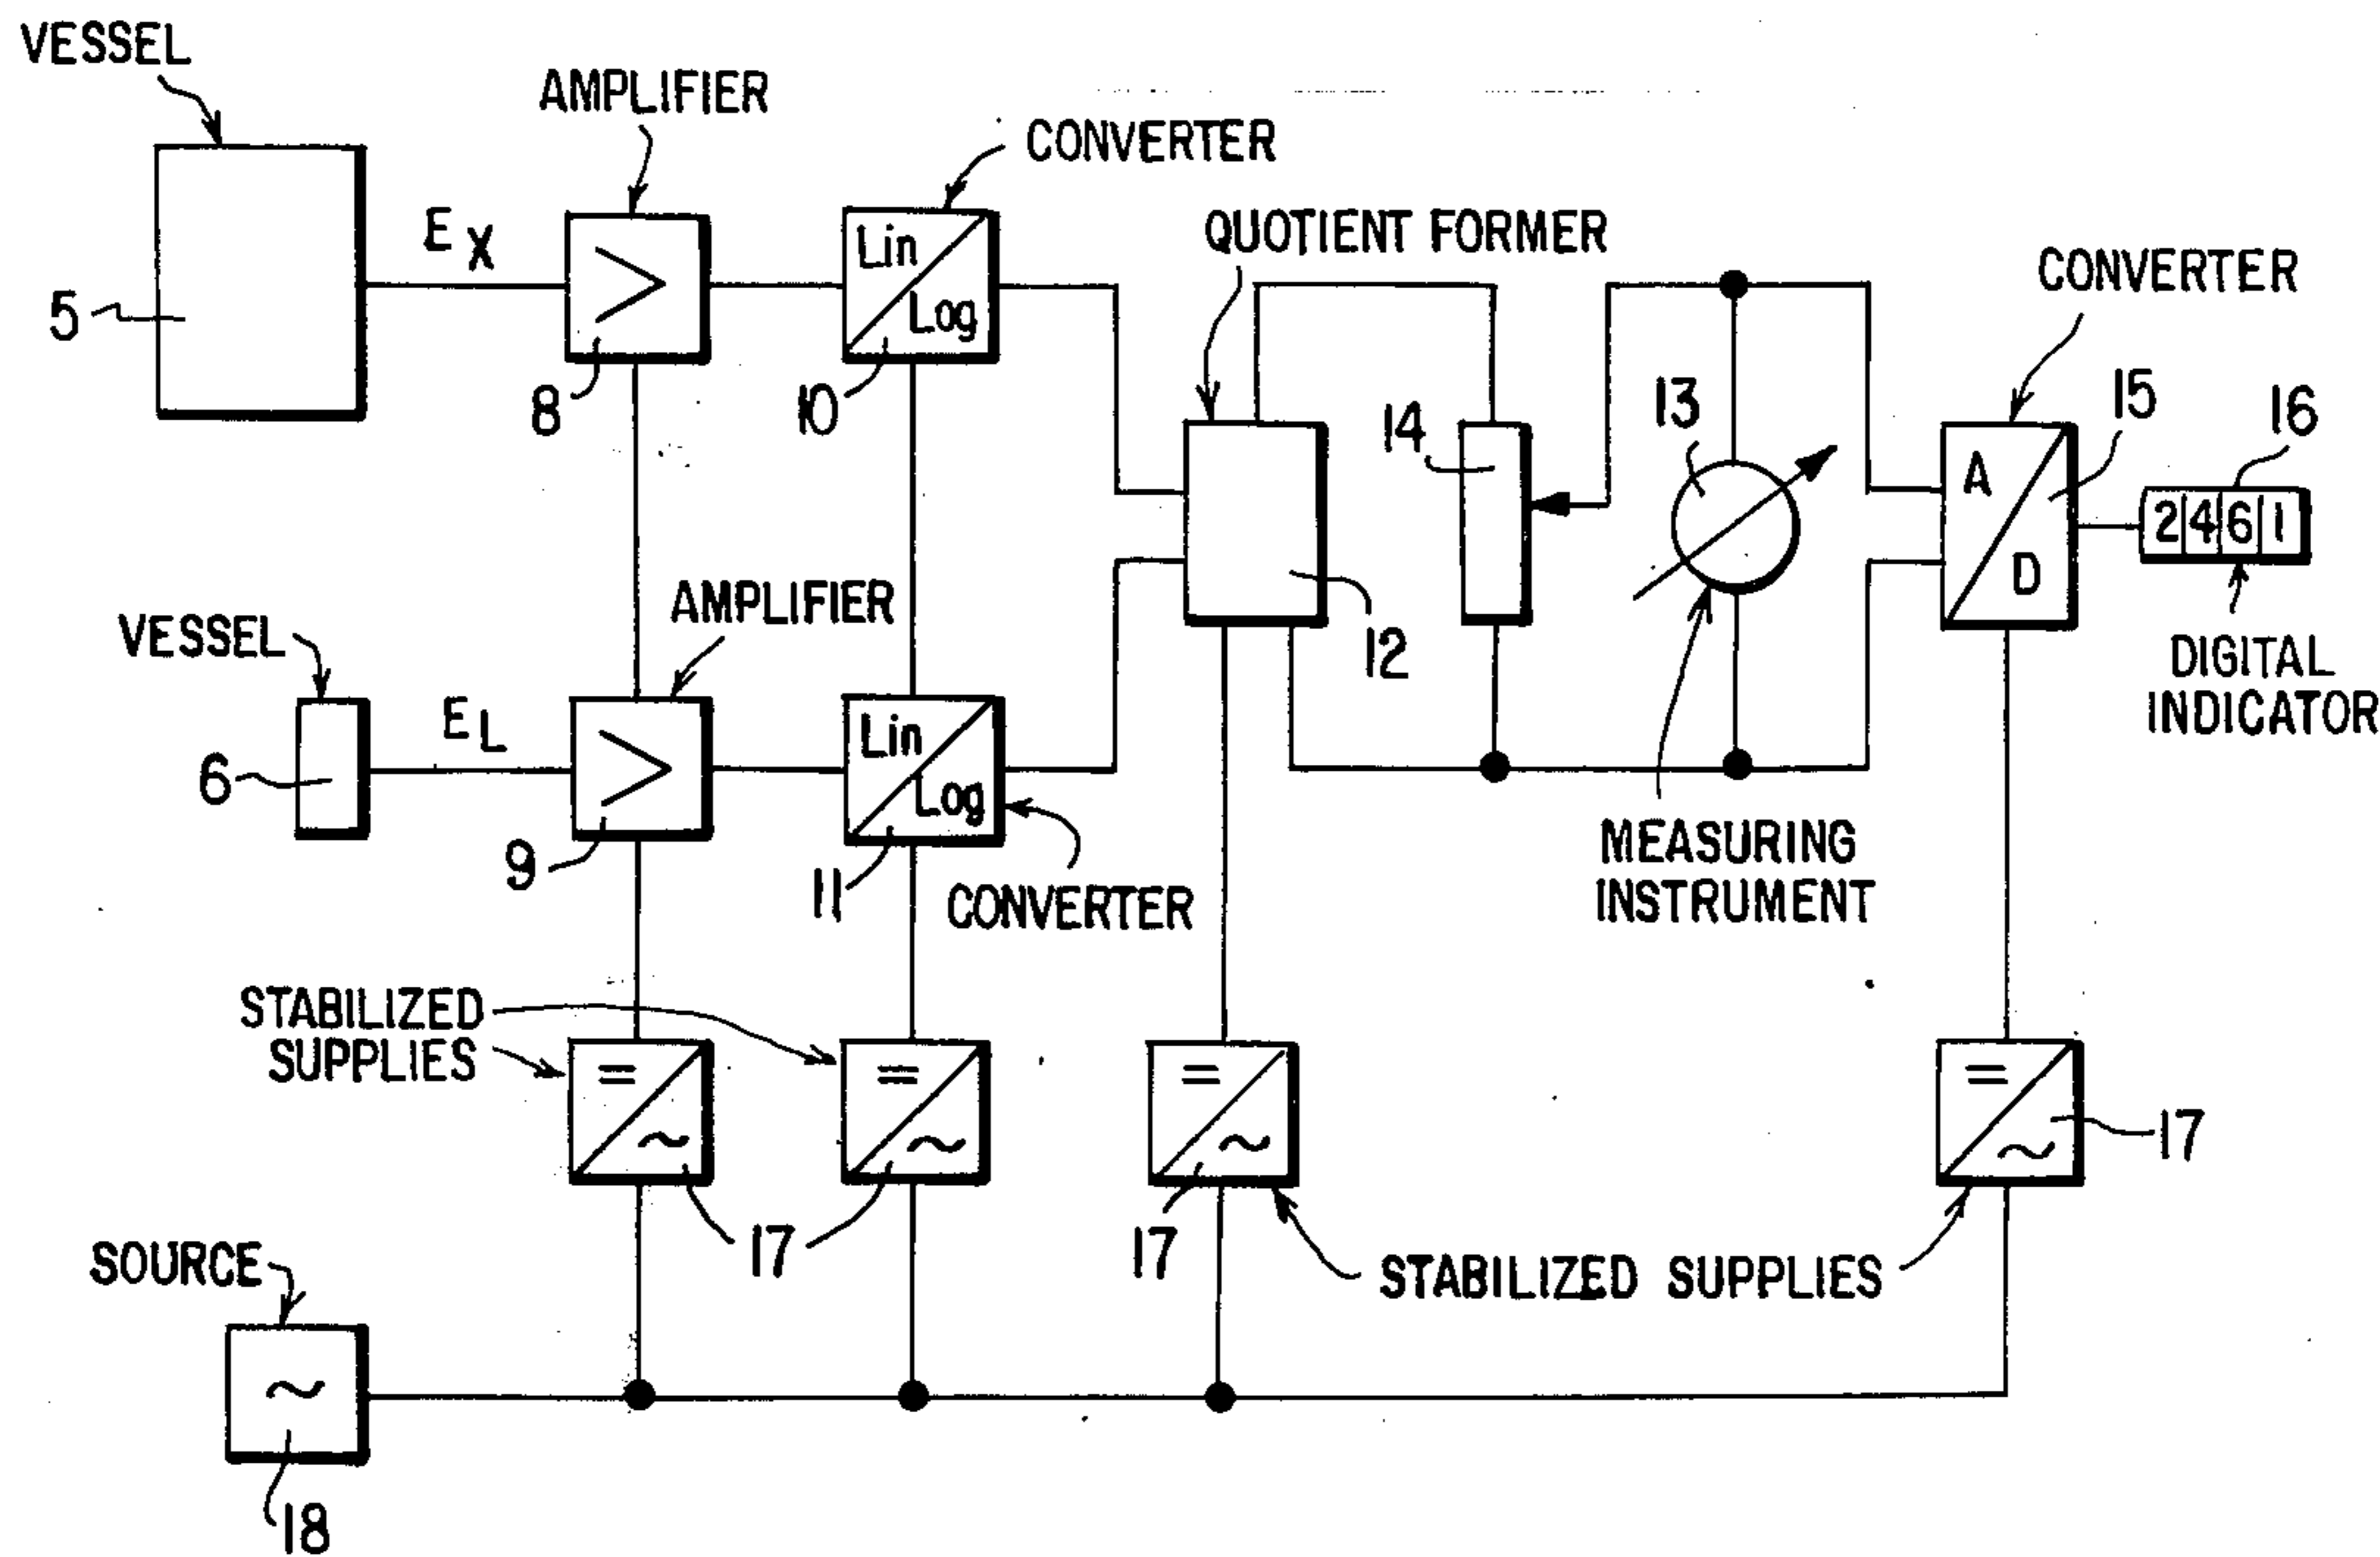 VESSEL
AMPLIFIER
CONVERTER
QUOTIENT FORMER
CONVERTER
E X
Lin
Log
5
8
10
14
13
15
16
A
D
2 4 6 1
12
DIGITAL
INDICATOR
VESSEL
AMPLIFIER
E L
Lin
Log
6
9
11
CONVERTER
MEASURING
INSTRUMENT
STABILIZED
SUPPLIES
= ~
= ~
= ~
= ~
17
17
17
SOURCE
STABILIZED SUPPLIES
~
18